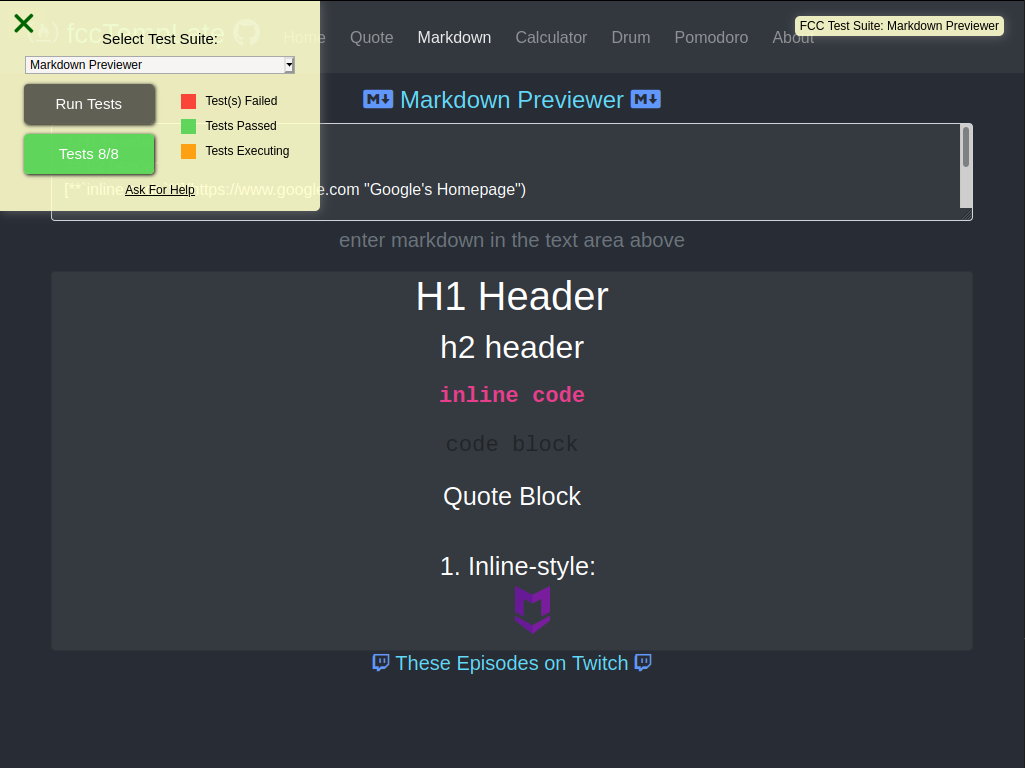 fccTemplate
Home Quote Markdown Calculator Drum Pomodoro About
FCC Test Suite: Markdown Previewer
Select Test Suite:
Markdown Previewer
Run Tests
Tests 8/8
Test(s) Failed
Tests Passed
Tests Executing
Ask For Help
Markdown Previewer
[**`inline https://www.google.com "Google's Homepage")
enter markdown in the text area above
H1 Header
h2 header
inline code
code block
Quote Block
1. Inline-style:
These Episodes on Twitch